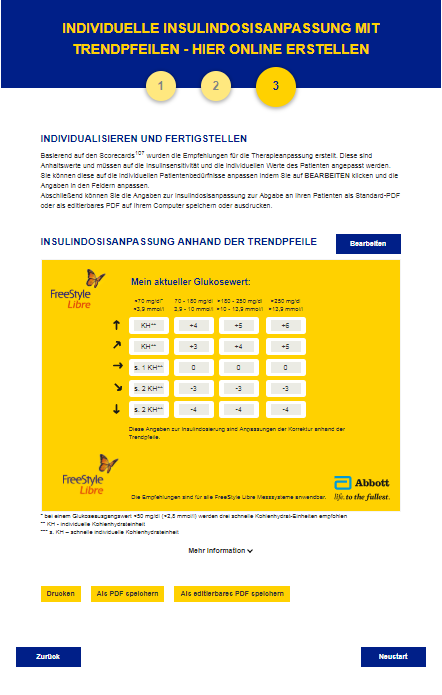 INDIVIDUELLE INSULINDOSISANPASSUNG MIT
TRENDPFEILEN - HIER ONLINE ERSTELLEN
1 2 3
INDIVIDUALISIEREN UND FERTIGSTELLEN
Basierend auf den Scorecards wurden die Empfehlungen für die Therapieanpassung erstellt. Diese sind
Anhaltswerte und müssen auf die Insulinsensitivität und die individuellen Werte des Patienten angepasst werden.
Sie können diese auf die individuellen Patientenbedürfnisse anpassen indem Sie auf BEARBEITEN klicken und die
Angaben in den Feldern anpassen.
Abschließend können Sie die Angaben zur Insulindosisanpassung zur Abgabe an Ihren Patienten als Standard-PDF
oder als editierbares PDF auf Ihrem Computer speichern oder ausdrucken.
INSULINDOSISANPASSUNG ANHAND DER TRENDPFEILE
Bearbeiten
FreeStyle
Libre
Mein aktueller Glukosewert:
<70 mg/dl* 70 - 180 mg/dl >180 - 250 mg/dl >250 mg/dl
<3,9 mmol/l 3,9 - 10 mmol/l >10 - 13,9 mmol/l >13,9 mmol/l
↑ KH** +4 +5 +6
↗ KH** +3 +4 +5
→ s. 1 KH** 0 0 0
↘ s. 2 KH** -3 -3 -3
↓ s. 2 KH** -4 -4 -4
Diese Angaben zur Insulindosierung sind Anpassungen der Korrektur anhand der
Trendpfeile.
FreeStyle
Libre
Die Empfehlungen sind für alle FreeStyle Libre Messsysteme anwendbar.
Abbott
life. to the fullest.
* bei einem Glukoseausgangswert <50 mg/dl (<2,8 mmol/l) werden drei schnelle Kohlenhydrat-Einheiten empfohlen
** KH - individuelle Kohlenhydrateinheit
*** s. KH – schnelle individuelle Kohlenhydrateinheit
Mehr Information
Drucken Als PDF speichern Als editierbares PDF speichern
Zurück Neustart